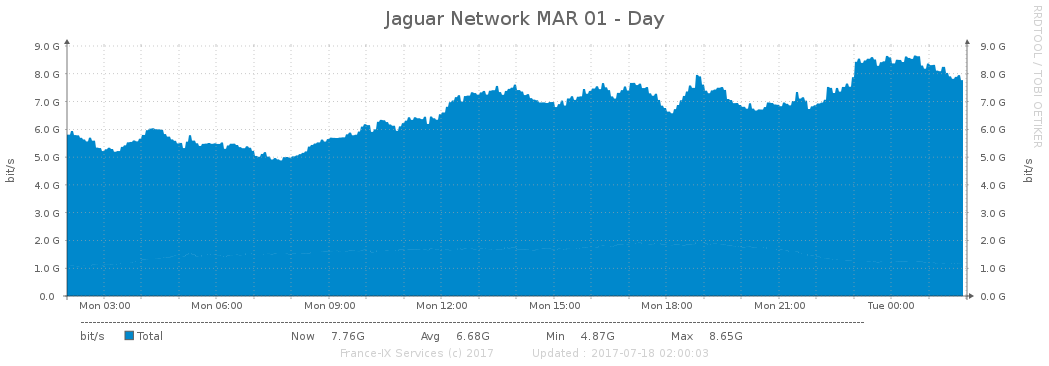 Jaguar Network MAR 01 - Day
RRDTOOL / TOBI OETIKER
9.0 G 9.0 G
8.0 G 8.0 G
7.0 G 7.0 G
6.0 G 6.0 G
5.0 G 5.0 G
4.0 G 4.0 G
3.0 G 3.0 G
2.0 G 2.0 G
1.0 G 1.0 G
0.0 0.0 G
bit/s bit/s
Mon 03:00 Mon 06:00 Mon 09:00 Mon 12:00 Mon 15:00 Mon 18:00 Mon 21:00 Tue 00:00
bit/s Total Now 7.76G Avg 6.68G Min 4.87G Max 8.65G
France-IX Services (c) 2017 Updated : 2017-07-18 02:00:03